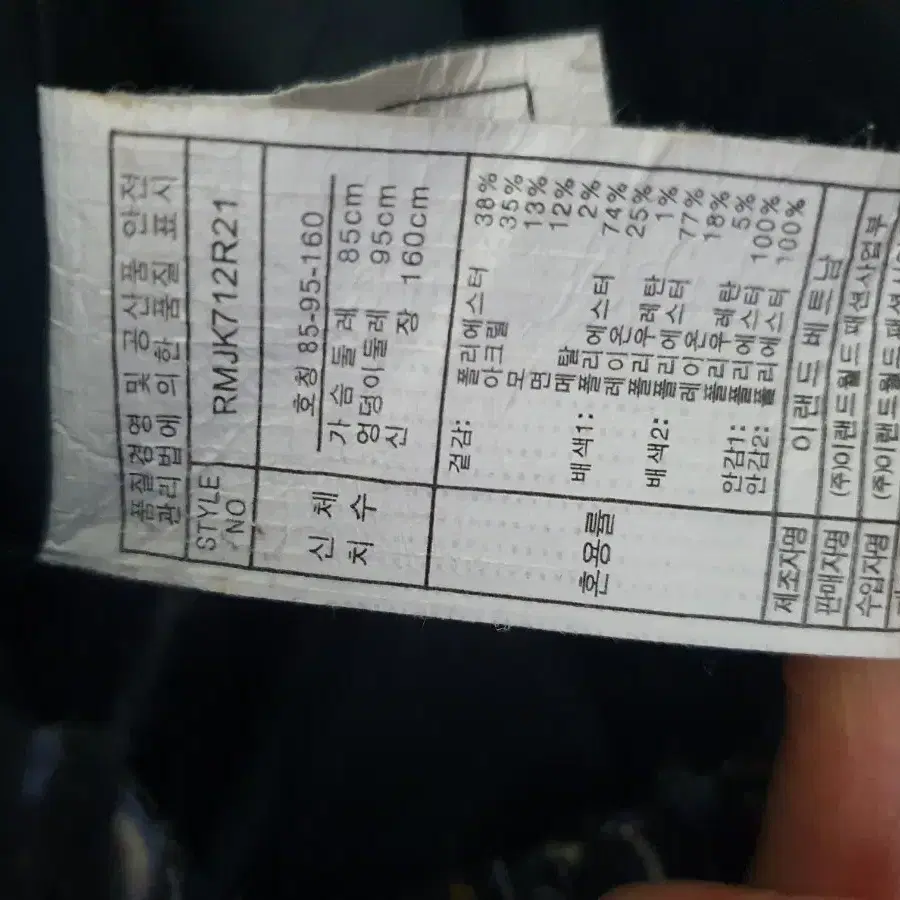 품질경영 및 공산품 안전
관리법에 의한 품질 표시
STYLE NO RMJK712R21
신체 치수
호칭 85-95-160
가슴둘레 85cm
엉덩이둘레 95cm
신장 160cm
혼용률
겉감: 폴리에스터 38%
아크릴 35%
모 13%
면 12%
메탈 2%
배색1: 폴리에스터 74%
레이온 25%
폴리우레탄 1%
배색2: 폴리에스터 77%
레이온 18%
폴리우레탄 5%
안감1: 폴리에스터 100%
안감2: 폴리에스터 100%
제조자명 이랜드 베트남
판매자명 (주)이랜드월드 패션사업부
수입자명 (주)이랜드월드 패션